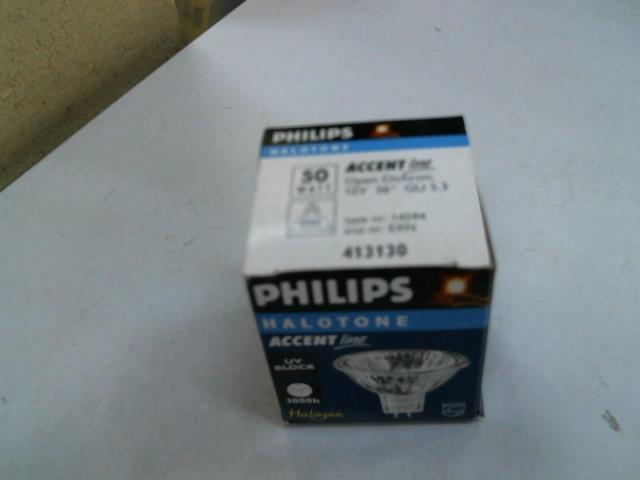 PHILIPS
HALOTONE
50
WATT
ACCENT line
12V 36° GU 5.3
413130
PHILIPS
HALOTONE
ACCENT line
UV
BLOCK
3000h
Halogen